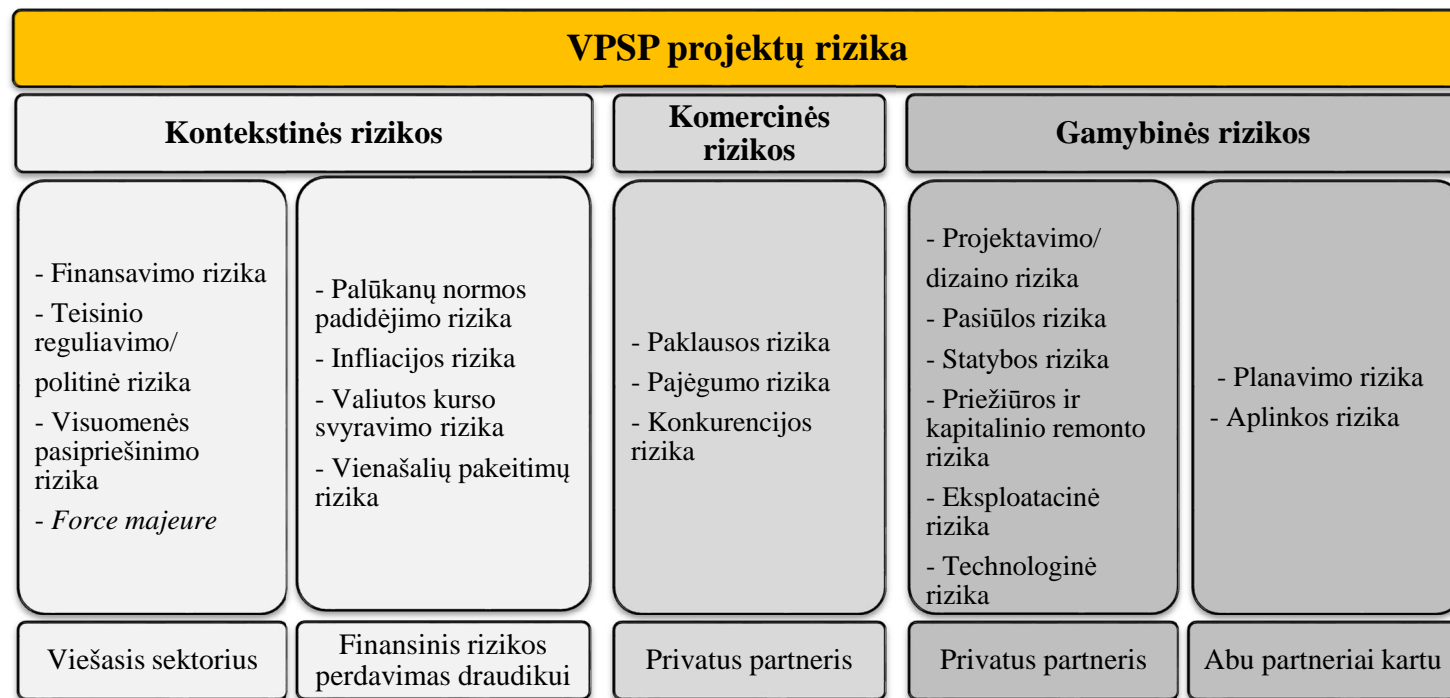 VPSP projektų rizika
Kontekstinės rizikos
Komercinės
rizikos
Gamybinės rizikos
- Finansavimo rizika
- Teisinio
reguliavimo/
politinė rizika
- Visuomenės
pasipriešinimo
rizika
- Force majeure
- Palūkanų normos
padidėjimo rizika
- Infliacijos rizika
- Valiutos kurso
svyravimo rizika
- Vienašalių pakeitimų
rizika
- Paklausos rizika
- Pajėgumo rizika
- Konkurencijos
rizika
- Projektavimo/
dizaino rizika
- Pasiūlos rizika
- Statybos rizika
- Priežiūros ir
kapitalinio remonto
rizika
- Eksploatacinė
rizika
- Technologinė
rizika
- Planavimo rizika
- Aplinkos rizika
Viešasis sektorius
Finansinis rizikos
perdavimas draudikui
Privatus partneris
Privatus partneris
Abu partneriai kartu